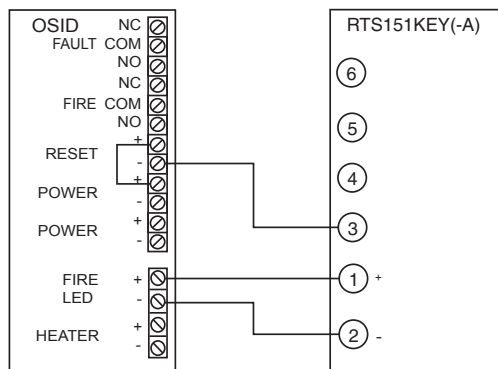 OSID
NC
FAULT COM
NO
NC
FIRE COM
NO
RESET
+
-
POWER
+
-
POWER
+
-
FIRE
LED
+
-
HEATER
+
-
RTS151KEY(-A)
6
5
4
3
1 +
2 -